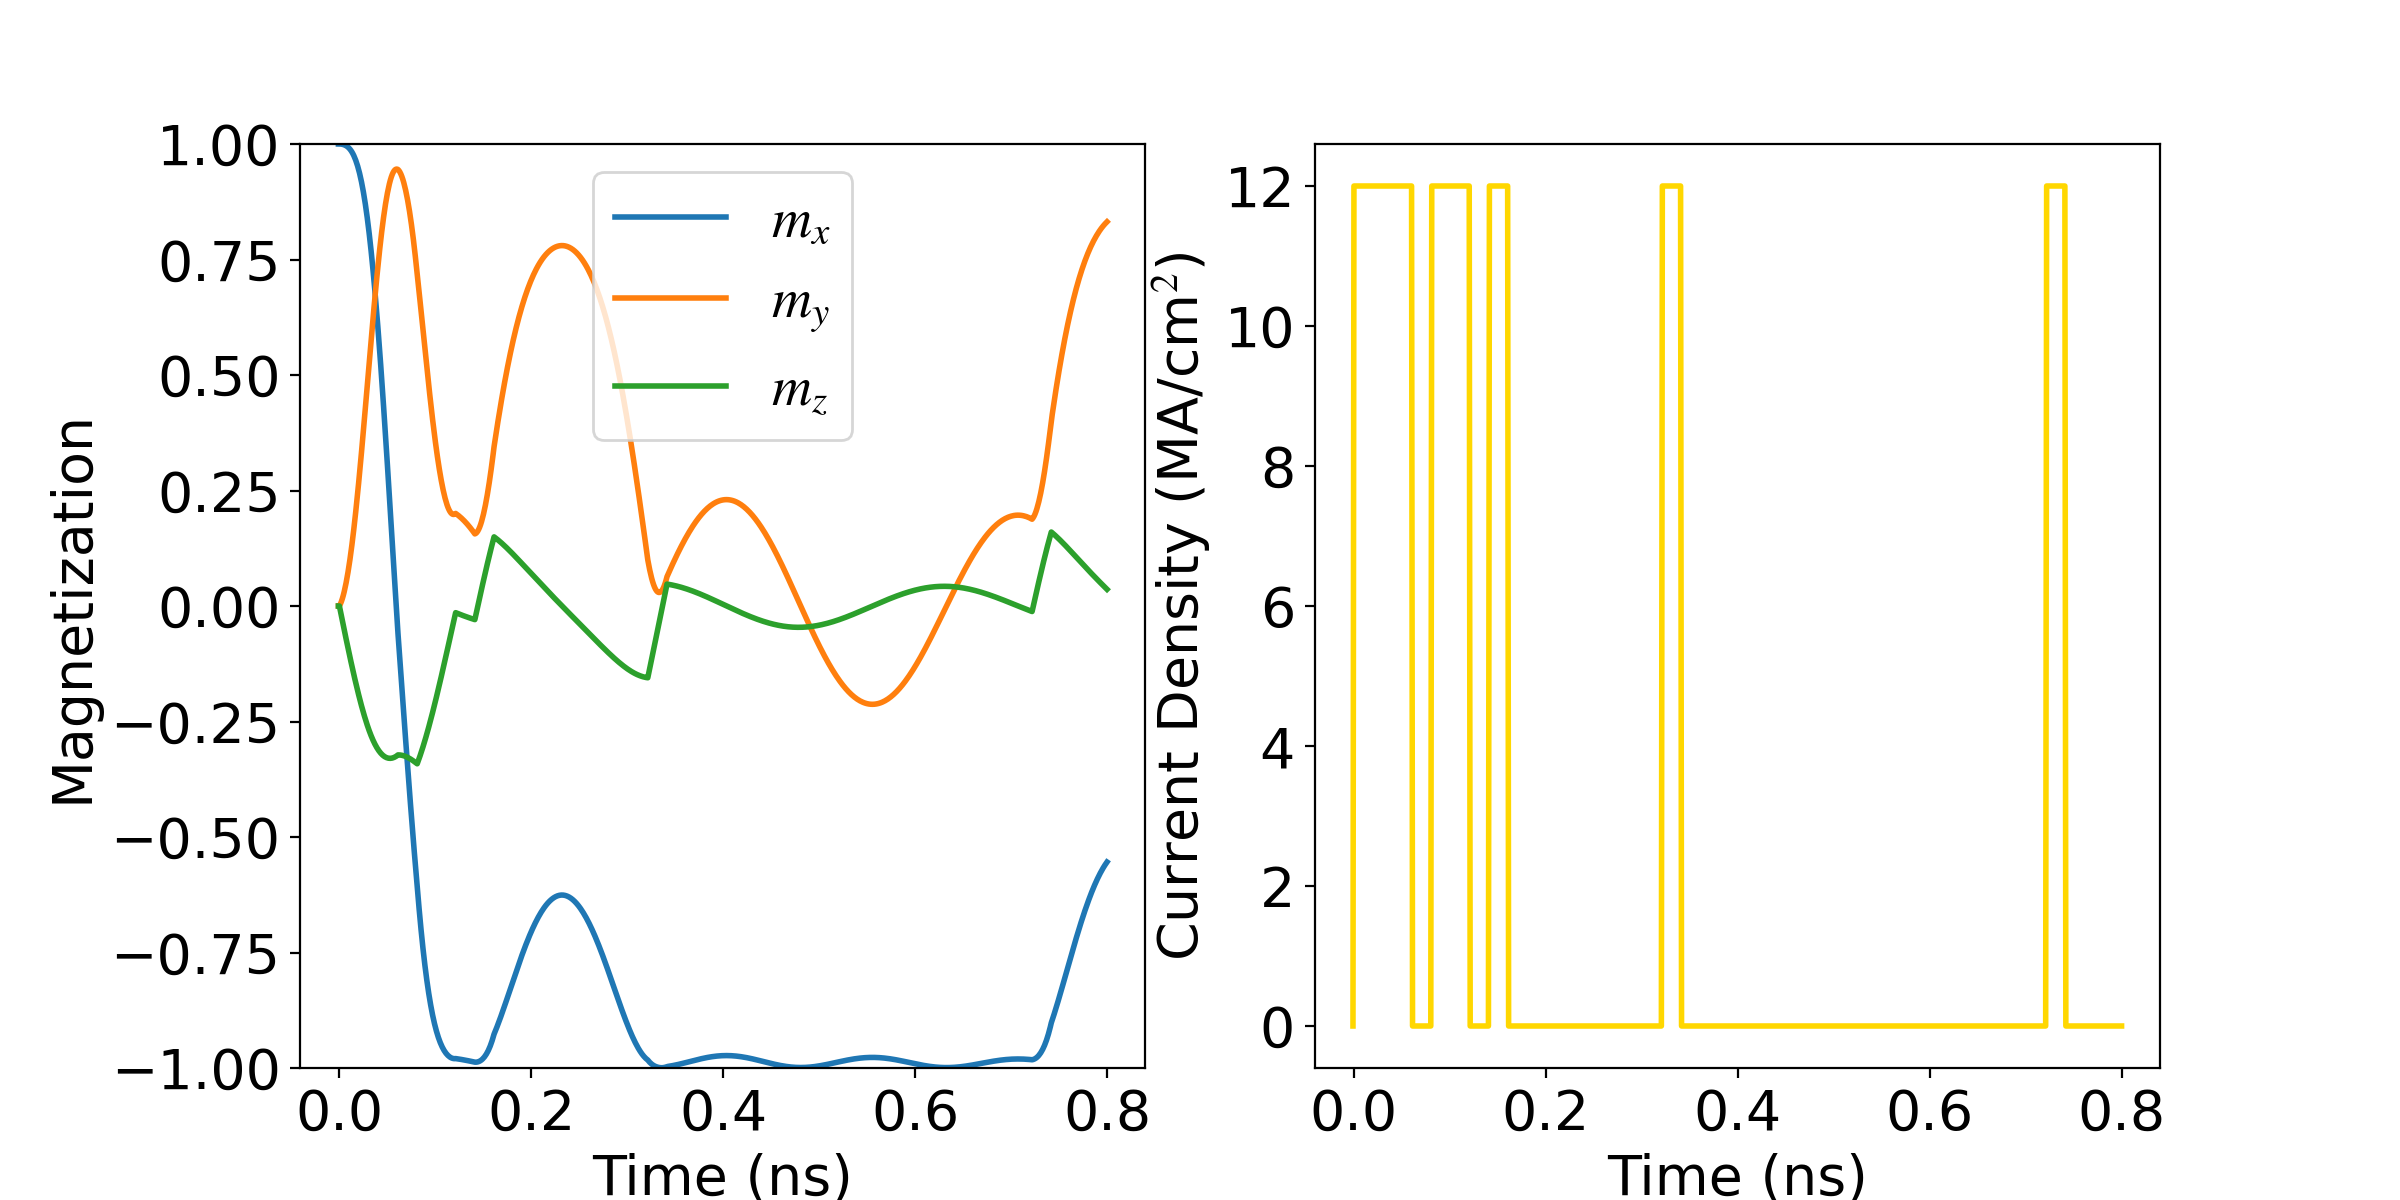 1.00
0.75
0.50
0.25
0.00
−0.25
−0.50
−0.75
−1.00
Magnetization
0.0 0.2 0.4 0.6 0.8
Time (ns)
m_x
m_y
m_z
12
10
8
6
4
2
0
Current Density (MA/cm²)
0.0 0.2 0.4 0.6 0.8
Time (ns)